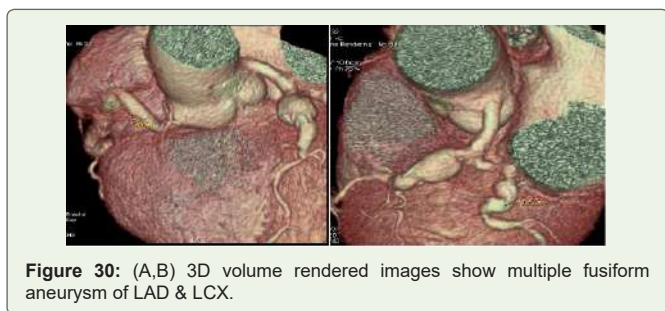 Figure 30: (A,B) 3D volume rendered images show multiple fusiform
aneurysm of LAD & LCX.